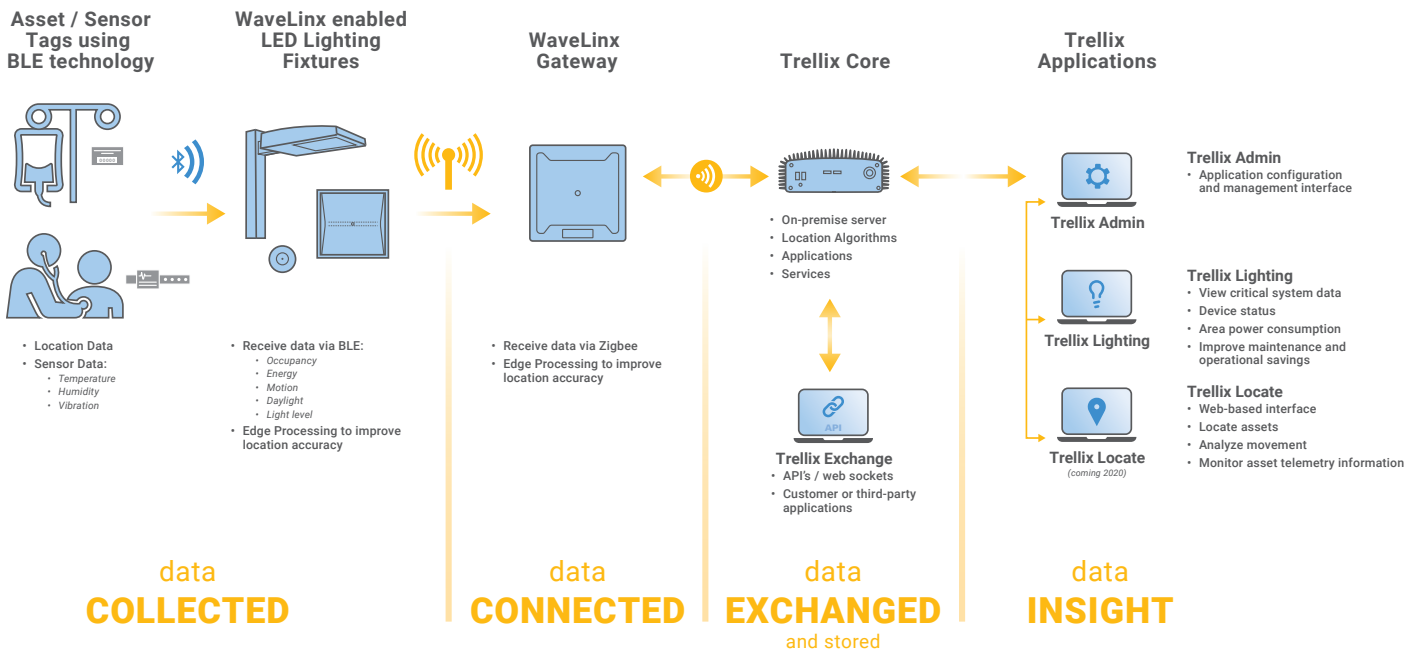 Asset / Sensor
Tags using
BLE technology
WaveLinx enabled
LED Lighting
Fixtures
WaveLinx
Gateway
Trellix Core
Trellix
Applications
• Location Data
• Sensor Data:
• Temperature
• Humidity
• Vibration
• Receive data via BLE:
• Occupancy
• Energy
• Motion
• Daylight
• Light level
• Edge Processing to improve
location accuracy
• Receive data via Zigbee
• Edge Processing to improve
location accuracy
• On-premise server
• Location Algorithms
• Applications
• Services
API
Trellix Exchange
• API's / web sockets
• Customer or third-party
applications
Trellix Admin
Trellix Lighting
Trellix Locate
(coming 2020)
Trellix Admin
• Application configuration
and management interface
Trellix Lighting
• View critical system data
• Device status
• Area power consumption
• Improve maintenance and
operational savings
Trellix Locate
• Web-based interface
• Locate assets
• Analyze movement
• Monitor asset telemetry information
data
COLLECTED
data
CONNECTED
data
EXCHANGED
and stored
data
INSIGHT